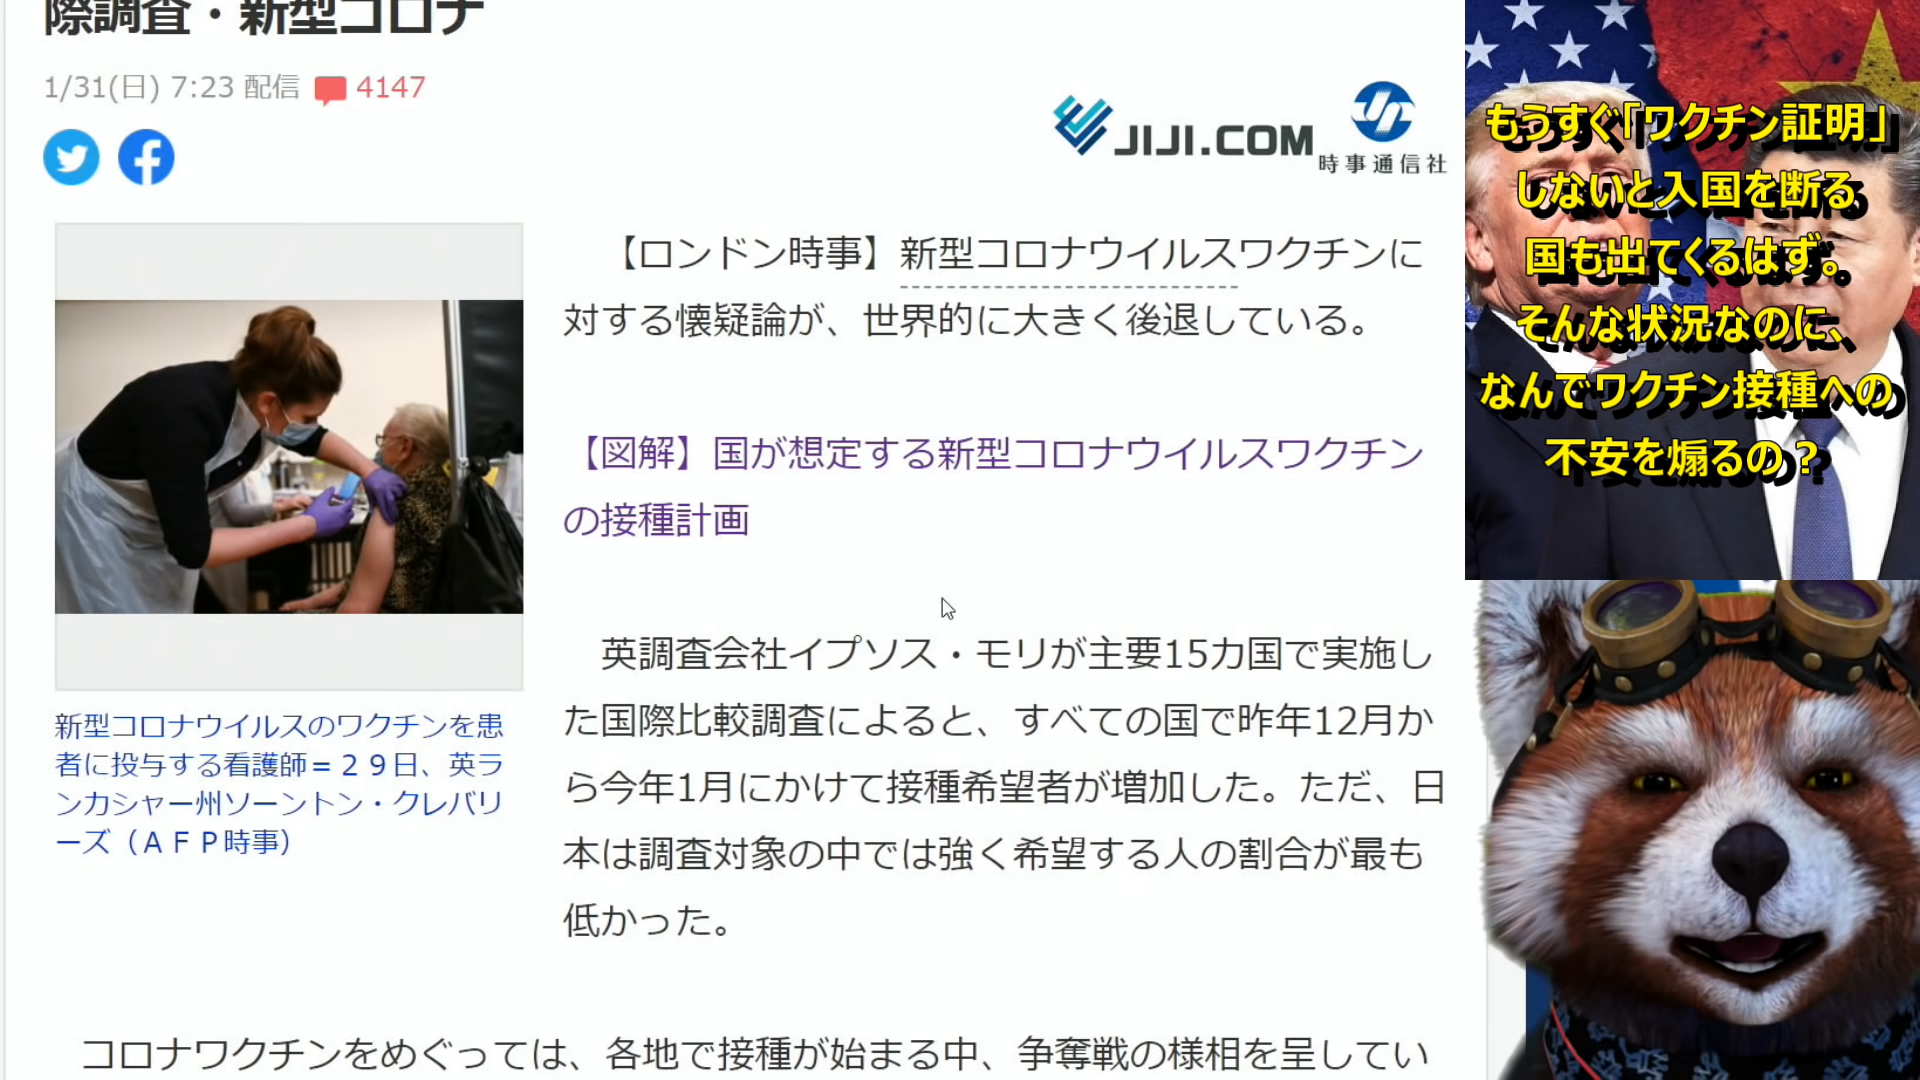 際調査・新型コロナ
1/31(日) 7:23 配信 4147
JIJI.COM
時事通信社
【ロンドン時事】新型コロナウイルスワクチンに
対する懐疑論が、世界的に大きく後退している。
【図解】国が想定する新型コロナウイルスワクチン
の接種計画
英調査会社イプソス・モリが主要15カ国で実施し
た国際比較調査によると、すべての国で昨年12月か
ら今年1月にかけて接種希望者が増加した。ただ、日
本は調査対象の中では強く希望する人の割合が最も
低かった。
新型コロナウイルスのワクチンを患
者に投与する看護師＝２９日、英ラ
ンカシャー州ソーントン・クレバリ
ーズ（ＡＦＰ時事）
コロナワクチンをめぐっては、各地で接種が始まる中、争奪戦の様相を呈してい
もうすぐ「ワクチン証明」
しないと入国を断る
国も出てくるはず。
そんな状況なのに、
なんでワクチン接種への
不安を煽るの？